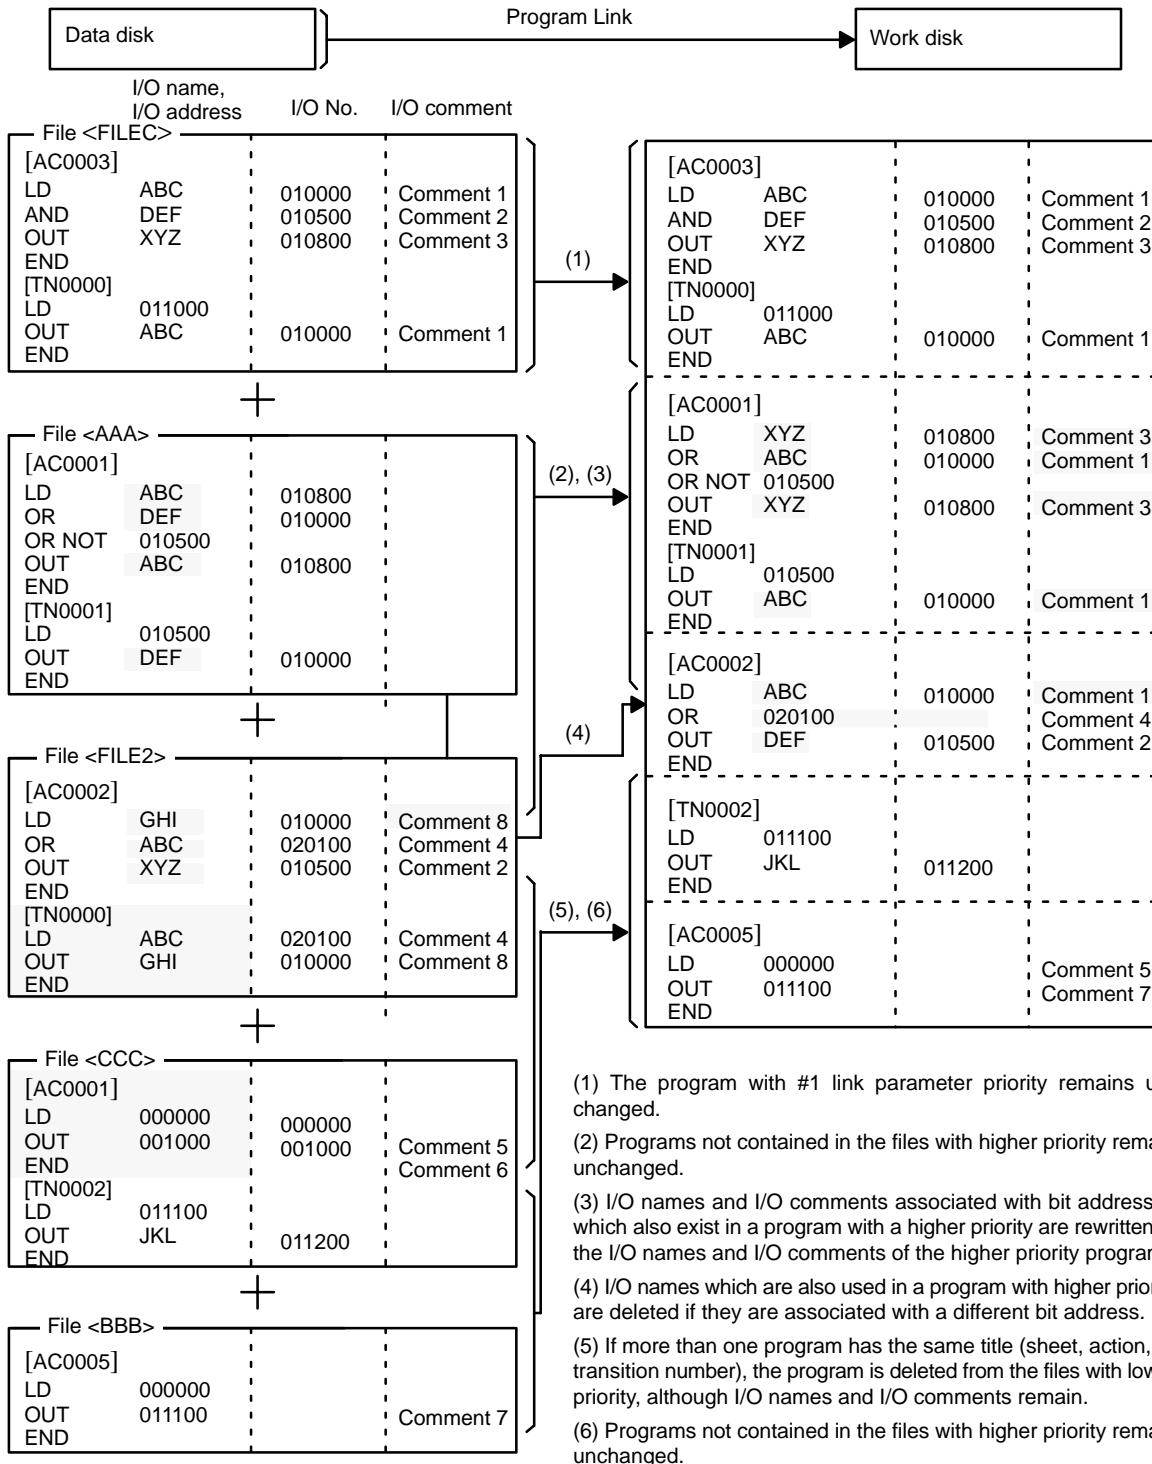 Data disk
Program Link
Work disk
I/O name,
I/O address
I/O No.
I/O comment
File <FILEC>
[AC0003]
LD ABC 010000 Comment 1
AND DEF 010500 Comment 2
OUT XYZ 010800 Comment 3
END
[TN0000]
LD 011000
OUT ABC 010000 Comment 1
END
+
File <AAA>
[AC0001]
LD ABC 010800
OR DEF 010000
OR NOT 010500
OUT ABC 010800
END
[TN0001]
LD 010500
OUT DEF 010000
END
+
File <FILE2>
[AC0002]
LD GHI 010000 Comment 8
OR ABC 020100 Comment 4
OUT XYZ 010500 Comment 2
END
[TN0000]
LD ABC 020100 Comment 4
OUT GHI 010000 Comment 8
END
+
File <CCC>
[AC0001]
LD 000000 000000
OUT 001000 001000 Comment 5
END Comment 6
[TN0002]
LD 011100
OUT JKL 011200
END
+
File <BBB>
[AC0005]
LD 000000
OUT 011100 Comment 7
END
(1)
(2), (3)
(4)
(5), (6)
[AC0003]
LD ABC 010000 Comment 1
AND DEF 010500 Comment 2
OUT XYZ 010800 Comment 3
END
[TN0000]
LD 011000
OUT ABC 010000 Comment 1
END
[AC0001]
LD XYZ 010800 Comment 3
OR ABC 010000 Comment 1
OR NOT 010500
OUT XYZ 010800 Comment 3
END
[TN0001]
LD 010500
OUT ABC 010000 Comment 1
END
[AC0002]
LD ABC 010000 Comment 1
OR 020100 Comment 4
OUT DEF 010500 Comment 2
END
[TN0002]
LD 011100
OUT JKL 011200
END
[AC0005]
LD 000000 Comment 5
OUT 011100 Comment 7
END
(1) The program with #1 link parameter priority remains
changed.
(2) Programs not contained in the files with higher priority
unchanged.
(3) I/O names and I/O comments associated with bit
which also exist in a program with a higher priority are rewritten
the I/O names and I/O comments of the higher priority
(4) I/O names which are also used in a program with higher
are deleted if they are associated with a different bit address.
(5) If more than one program has the same title (sheet, action,
transition number), the program is deleted from the files with
priority, although I/O names and I/O comments remain.
(6) Programs not contained in the files with higher priority
unchanged.